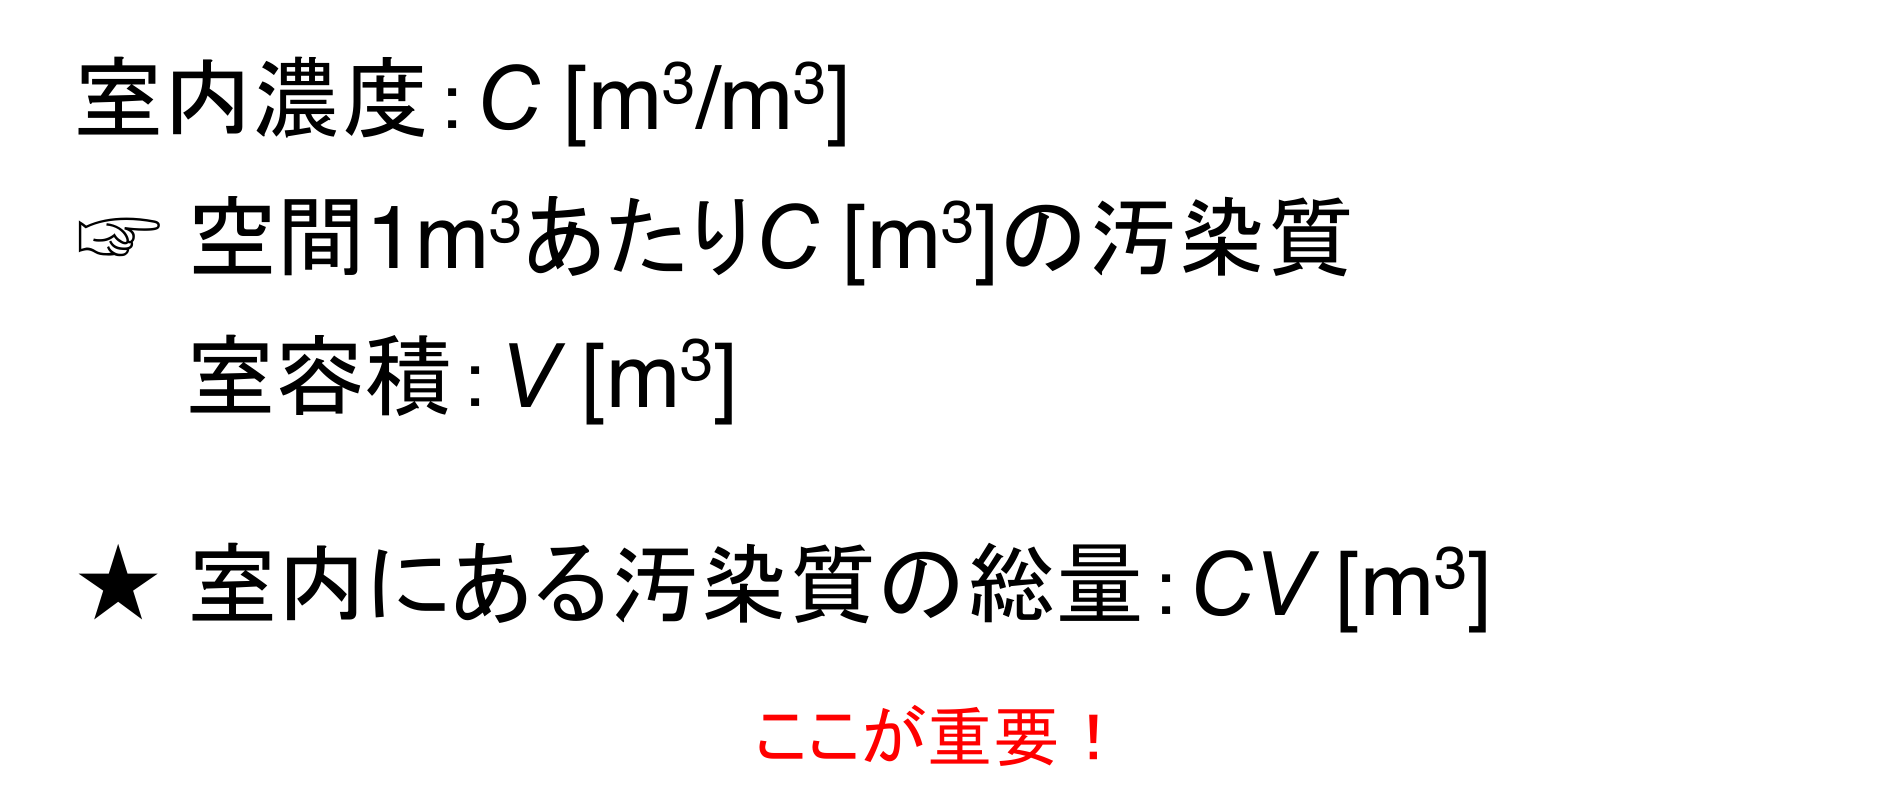 室内濃度：C [m³/m³]
☞ 空間1m³あたりC [m³]の汚染質
室容積：V [m³]
★ 室内にある汚染質の総量：CV [m³]
ここが重要！